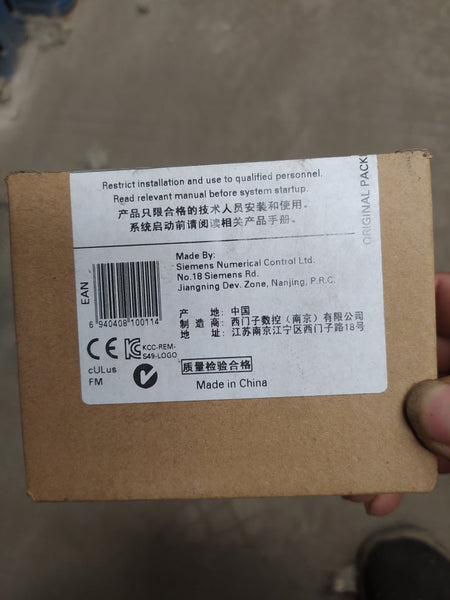 Restrict installation and use to qualified personnel.
Read relevant manual before system startup.
产品只限合格的技术人员安装和使用。
系统启动前请阅读相关产品手册。
ORIGINAL PACK
EAN
6 940408 100114
Made By:
Siemens Numerical Control Ltd.
No.18 Siemens Rd.
Jiangning Dev. Zone, Nanjing, P.R.C.
产 地: 中国
制 造 商: 西门子数控（南京）有限公司
地 址: 江苏南京江宁区西门子路18号
CE
KCC-REM-
S49-LOGO
cULus
FM
质量检验合格
Made in China